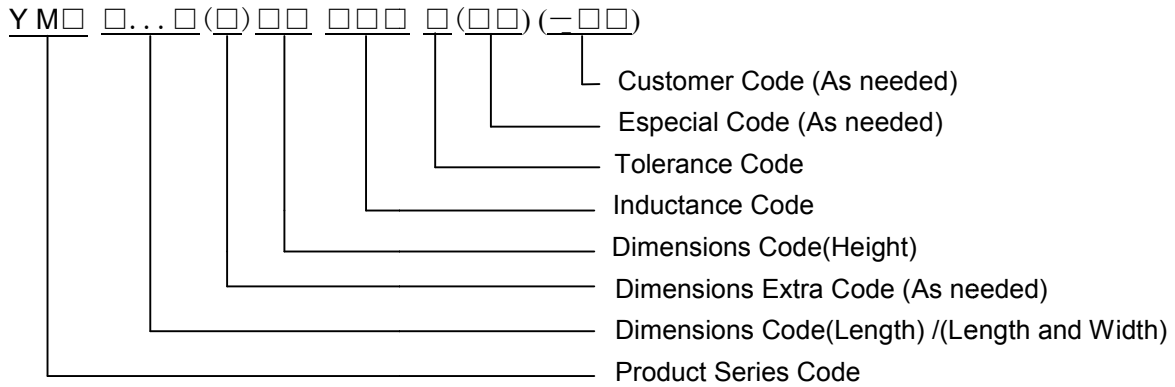 YM□ □...□(□)□□ □□□ □(□□)(-□□)
Customer Code (As needed)
Especial Code (As needed)
Tolerance Code
Inductance Code
Dimensions Code(Height)
Dimensions Extra Code (As needed)
Dimensions Code(Length) /(Length and Width)
Product Series Code